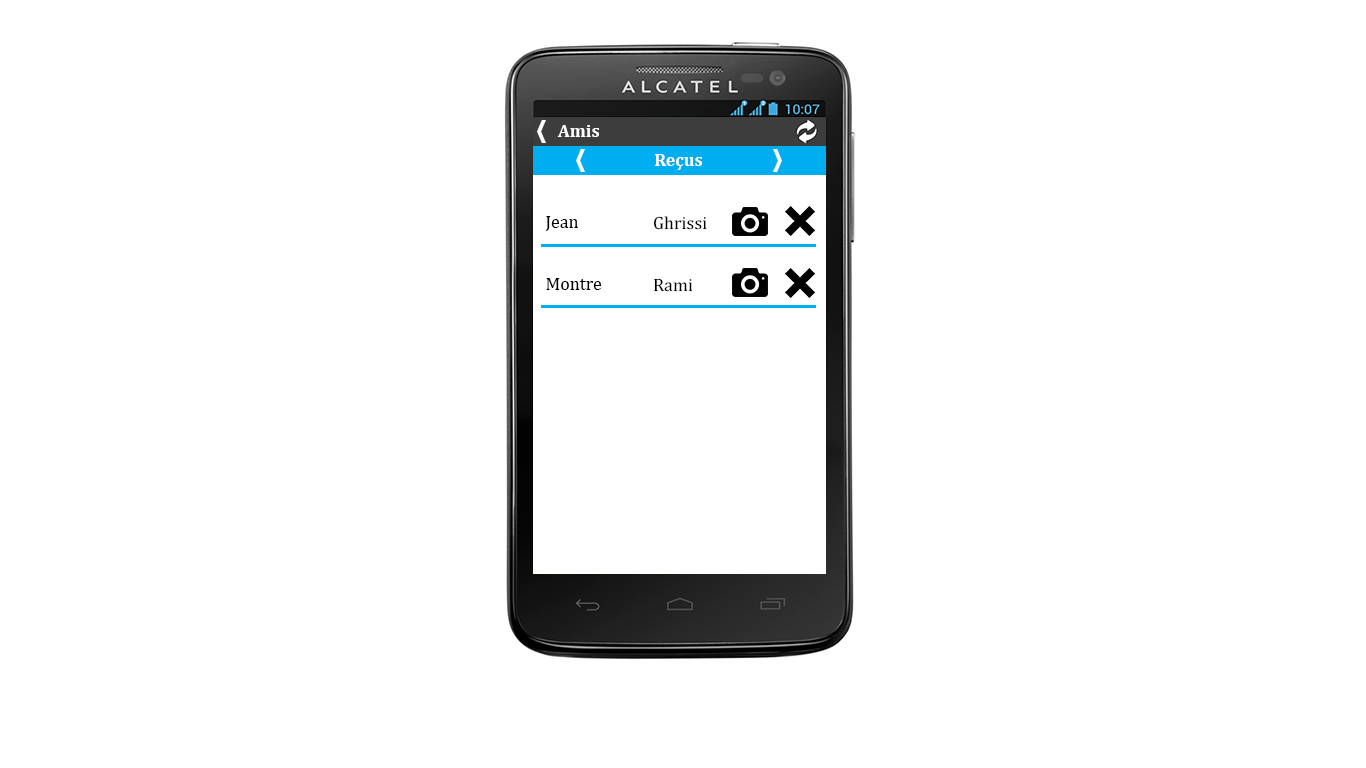 ALCATEL
10:07
Amis
Reçus
Jean Ghrissi
Montre Rami